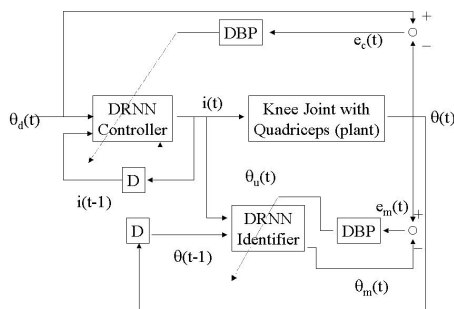 +
DBP
e_c(t)
−
DRNN
Controller
i(t)
Knee Joint with
Quadriceps (plant)
θ_d(t)
θ(t)
D
i(t-1)
θ_u(t)
e_m(t)
+
D
DRNN
Identifier
DBP
−
θ(t-1)
θ_m(t)